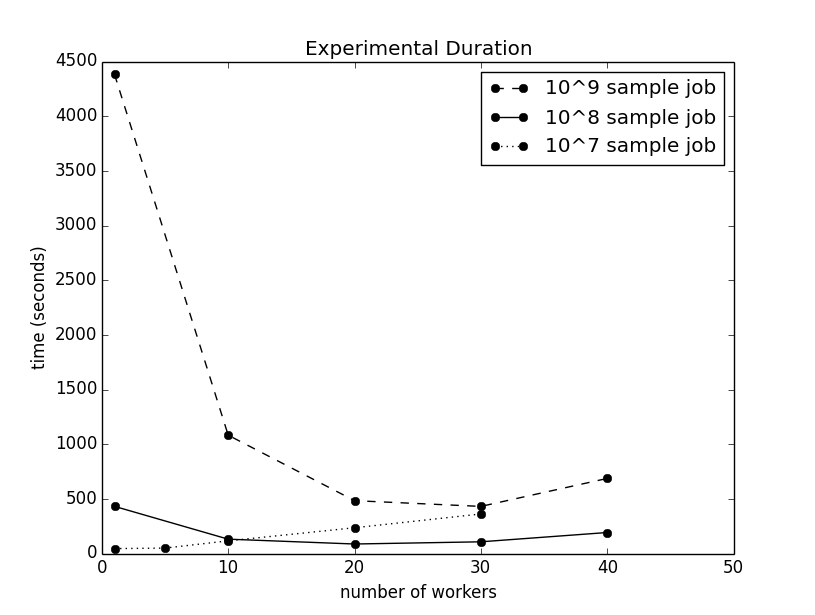 Experimental Duration
10^9 sample job
10^8 sample job
10^7 sample job
time (seconds)
4500
4000
3500
3000
2500
2000
1500
1000
500
0
0 10 20 30 40 50
number of workers